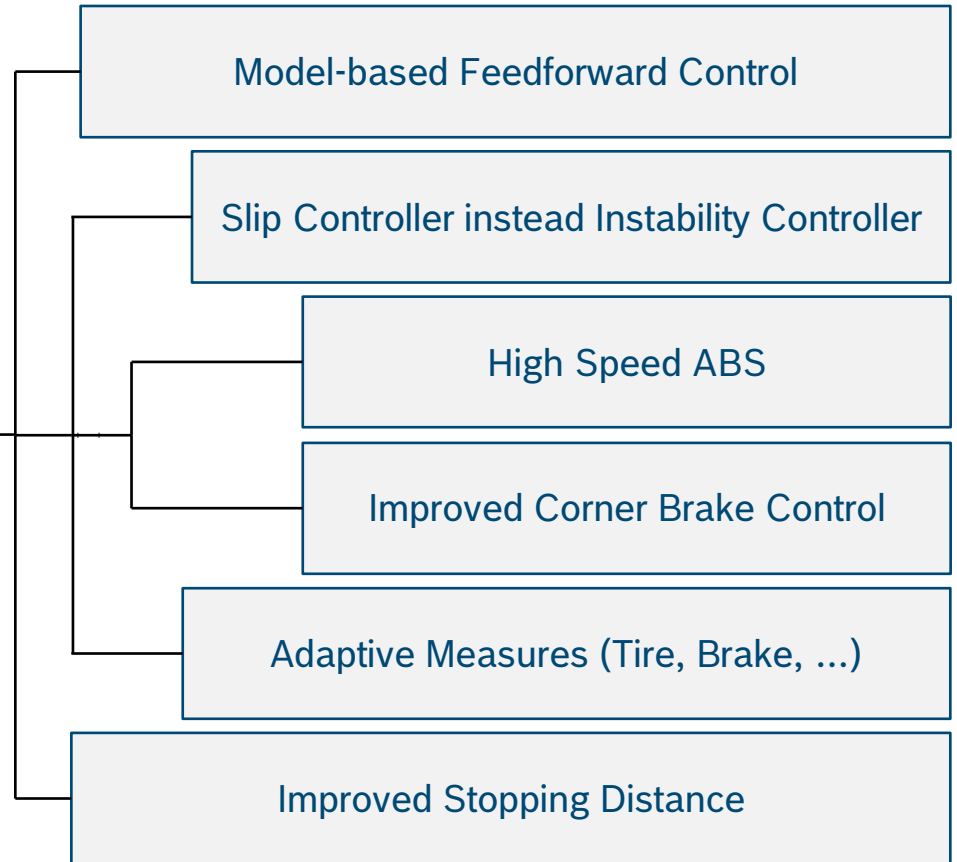 Model-based Feedforward Control
Slip Controller instead Instability Controller
High Speed ABS
Improved Corner Brake Control
Adaptive Measures (Tire, Brake, ...)
Improved Stopping Distance